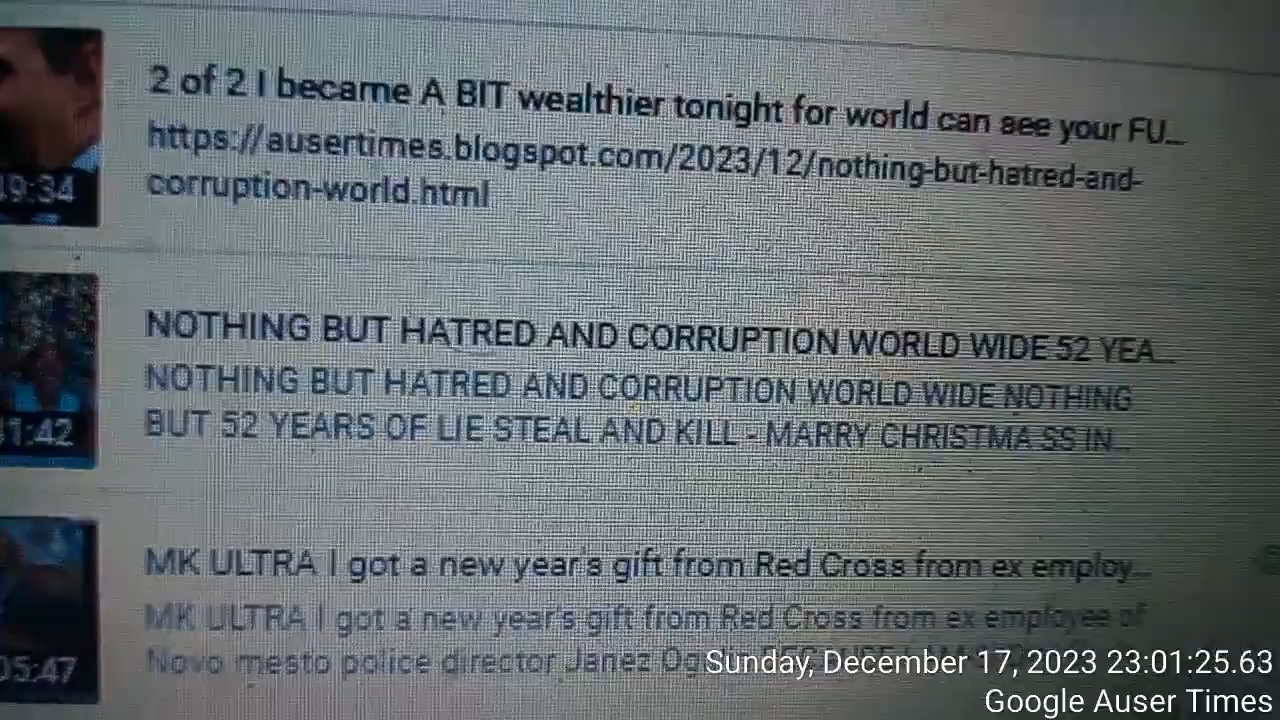 2 of 2 I became A BIT wealthier tonight for world can see your FU...
https://ausertimes.blogspot.com/2023/12/nothing-but-hatred-and-
corruption-world.html
19:34
NOTHING BUT HATRED AND CORRUPTION WORLD WIDE 52 YEA...
NOTHING BUT HATRED AND CORRUPTION WORLD WIDE NOTHING
BUT 52 YEARS OF LIE STEAL AND KILL - MARRY CHRISTMA SS IN...
31:42
MK ULTRA I got a new year's gift from Red Cross from ex employ...
MK ULTRA I got a new year's gift from Red Cross from ex employee of
Novo mesto police director Janez
05:47
Sunday, December 17, 2023 23:01:25.63
Google Auser Times